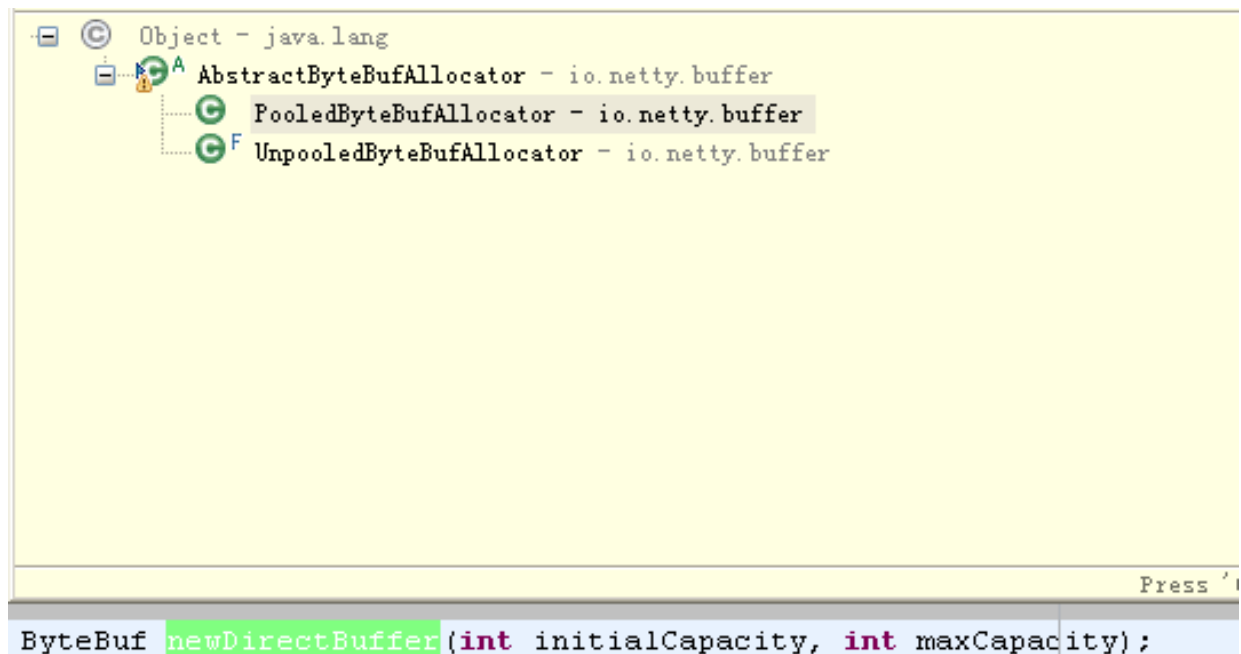 Object - java.lang
A AbstractByteBufAllocator - io.netty.buffer
PooledByteBufAllocator - io.netty.buffer
F UnpooledByteBufAllocator - io.netty.buffer
Press '
ByteBuf newDirectBuffer(int initialCapacity, int maxCapacity);